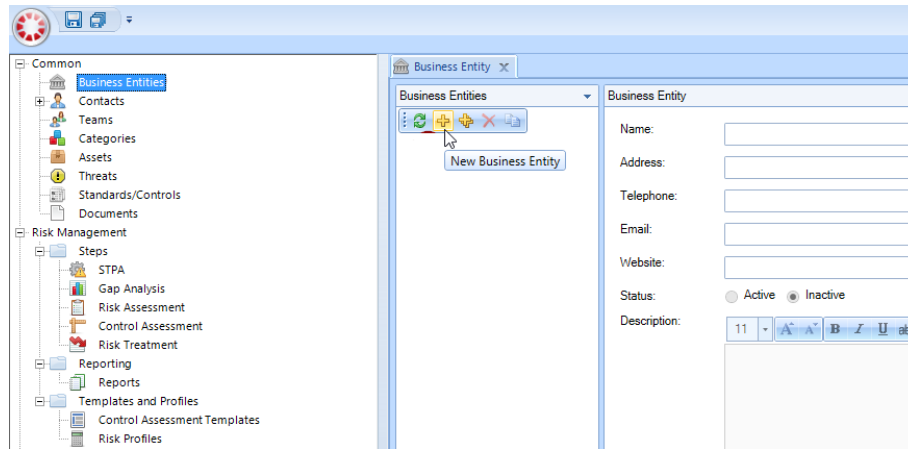 Common
Business Entities
Contacts
Teams
Categories
Assets
Threats
Standards/Controls
Documents
Risk Management
Steps
STPA
Gap Analysis
Risk Assessment
Control Assessment
Risk Treatment
Reporting
Reports
Templates and Profiles
Control Assessment Templates
Risk Profiles
Business Entity
Business Entities
New Business Entity
Business Entity
Name:
Address:
Telephone:
Email:
Website:
Status: Active Inactive
Description:
11 A A B I U